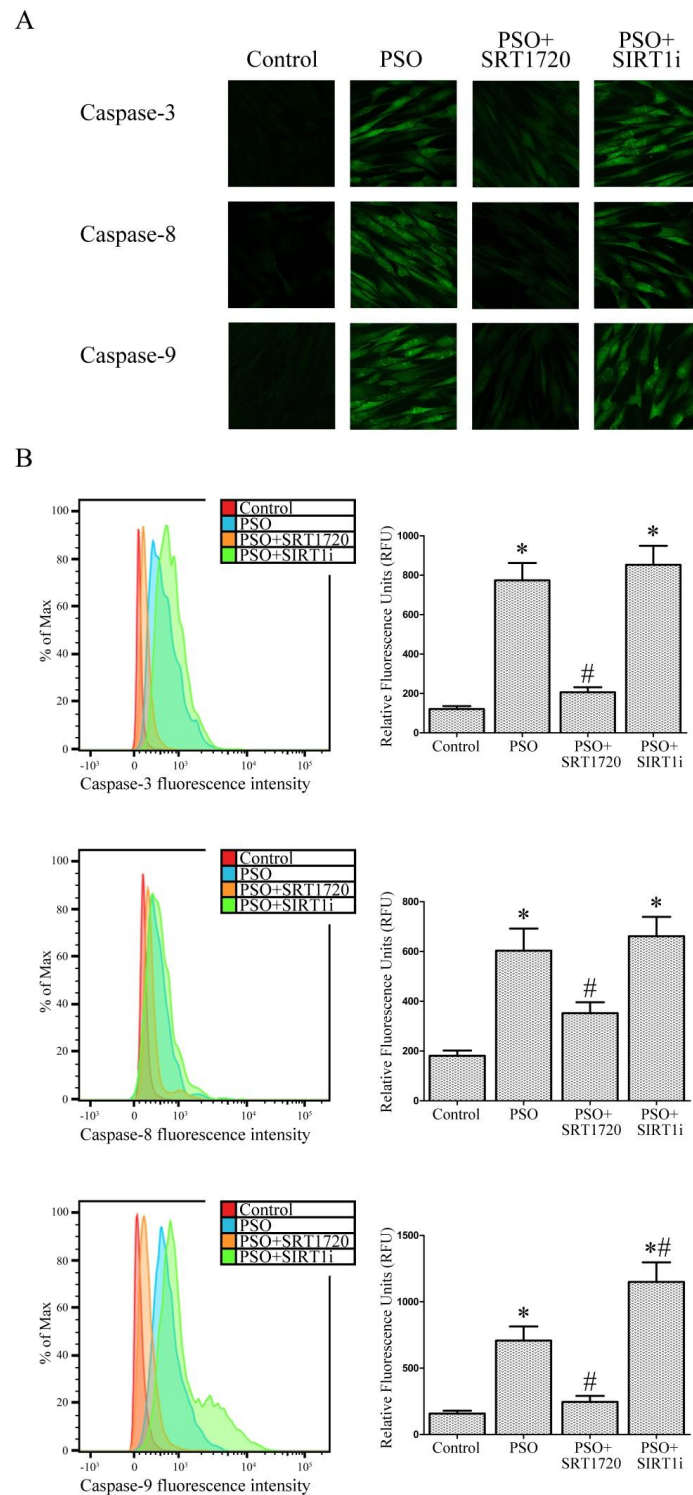 A
Control
PSO
PSO+
SRT1720
PSO+
SIRT1i
Caspase-3
Caspase-8
Caspase-9
B
% of Max
100
80
60
40
20
0
-10³ 0 10³ 10⁴ 10⁵
Caspase-3 fluorescence intensity
Control
PSO
PSO+SRT1720
PSO+SIRT1i
Relative Fluorescence Units (RFU)
1000
800
600
400
200
0
*
#
*
Control
PSO
PSO+
SRT1720
PSO+
SIRT1i
% of Max
100
80
60
40
20
0
-10³ 0 10³ 10⁴ 10⁵
Caspase-8 fluorescence intensity
Control
PSO
PSO+SRT1720
PSO+SIRT1i
Relative Fluorescence Units (RFU)
800
600
400
200
0
*
#
*
Control
PSO
PSO+
SRT1720
PSO+
SIRT1i
% of Max
100
80
60
40
20
0
-10³ 0 10³ 10⁴ 10⁵
Caspase-9 fluorescence intensity
Control
PSO
PSO+SRT1720
PSO+SIRT1i
Relative Fluorescence Units (RFU)
1500
1000
500
0
*
#
*#
Control
PSO
PSO+
SRT1720
PSO+
SIRT1i